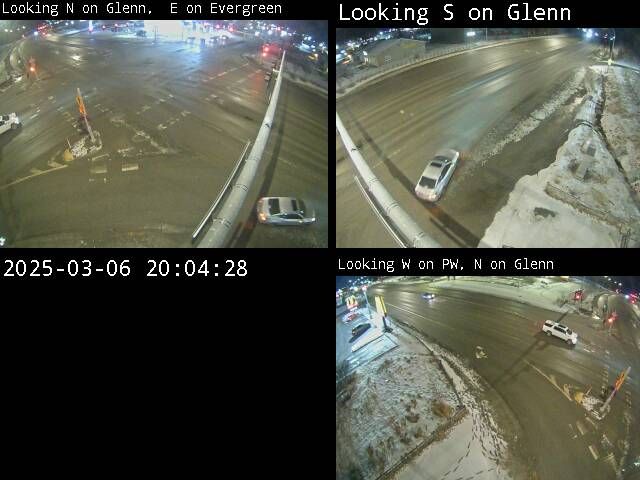 Looking N on Glenn,  E on Evergreen
Looking S on Glenn
2025-03-06 20:04:28
Looking W on PW, N on Glenn